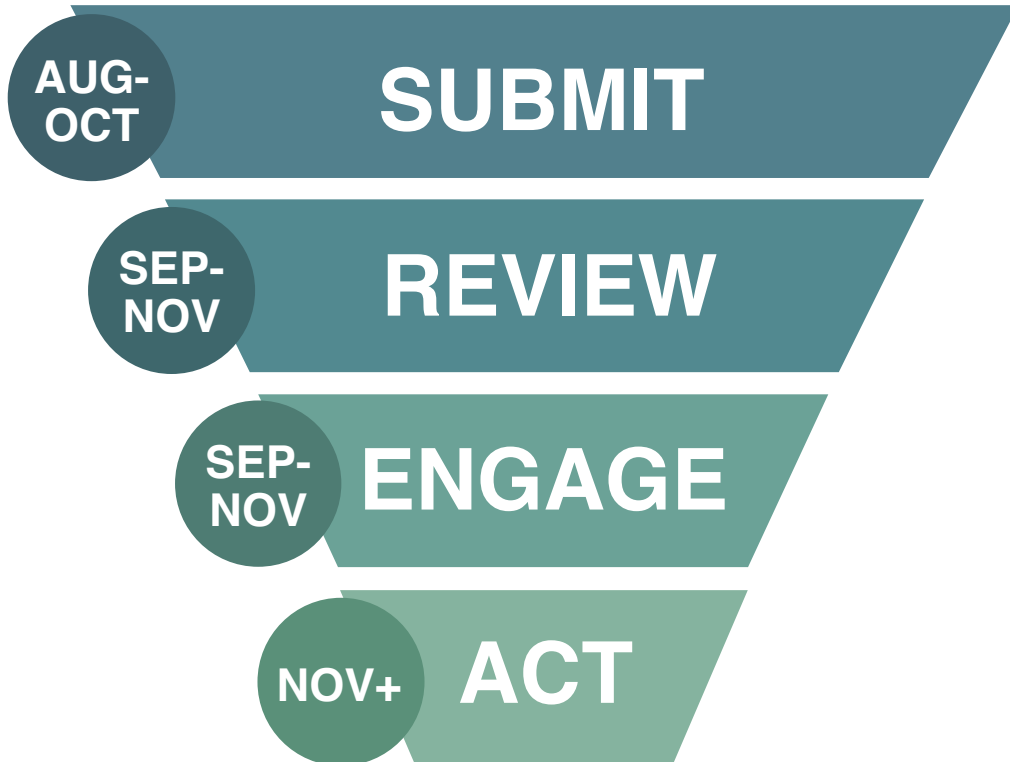 AUG-
OCT
SUBMIT
SEP-
NOV
REVIEW
SEP-
NOV
ENGAGE
NOV+
ACT